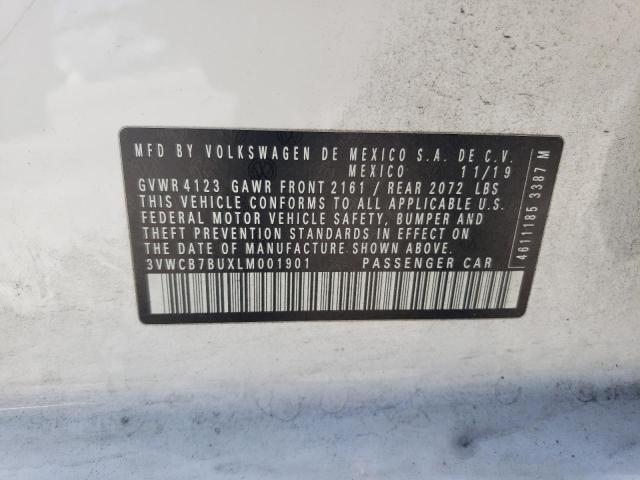 MFD BY VOLKSWAGEN DE MEXICO S.A. DE C.V.
MEXICO 11/19
GVWR 4123 GAWR FRONT 2161 / REAR 2072 LBS
THIS VEHICLE CONFORMS TO ALL APPLICABLE U.S.
FEDERAL MOTOR VEHICLE SAFETY, BUMPER AND
THEFT PREVENTION STANDARDS IN EFFECT ON THE
DATE OF MANUFACTURE SHOWN ABOVE.
3VWCB7BUXLM001901 PASSENGER CAR
4611185 3387 M